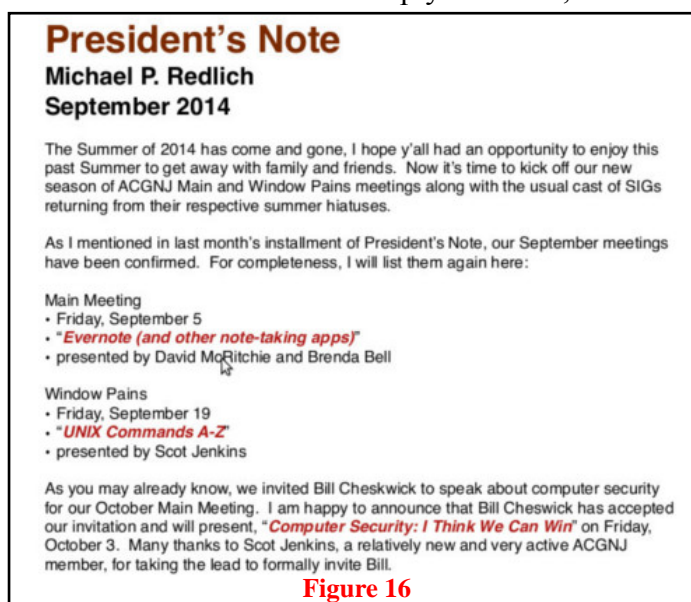 President's Note
Michael P. Redlich
September 2014
The Summer of 2014 has come and gone, I hope y'all had an opportunity to enjoy this
past Summer to get away with family and friends. Now it's time to kick off our new
season of ACGNJ Main and Window Pains meetings along with the usual cast of SIGs
returning from their respective summer hiatuses.
As I mentioned in last month's installment of President's Note, our September meetings
have been confirmed. For completeness, I will list them again here:
Main Meeting
• Friday, September 5
• "Evernote (and other note-taking apps)"
• presented by David McRitchie and Brenda Bell
Window Pains
• Friday, September 19
• "UNIX Commands A-Z"
• presented by Scot Jenkins
As you may already know, we invited Bill Cheskwick to speak about computer security
for our October Main Meeting. I am happy to announce that Bill Cheswick has accepted
our invitation and will present, "Computer Security: I Think We Can Win" on Friday,
October 3. Many thanks to Scot Jenkins, a relatively new and very active ACGNJ
member, for taking the lead to formally invite Bill.
Figure 16